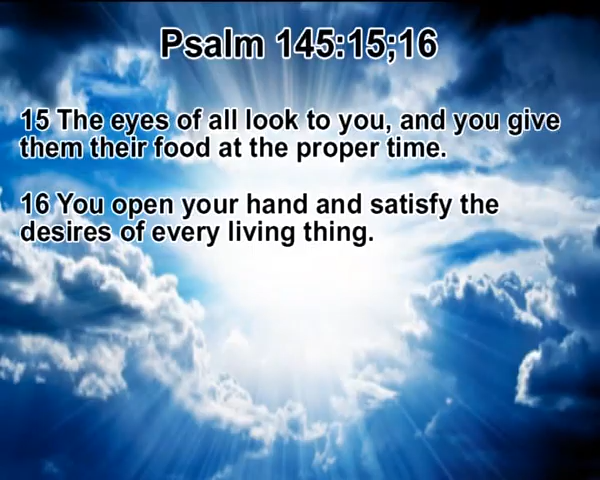 Psalm 145:15;16
15 The eyes of all look to you, and you give
them their food at the proper time.
16 You open your hand and satisfy the
desires of every living thing.